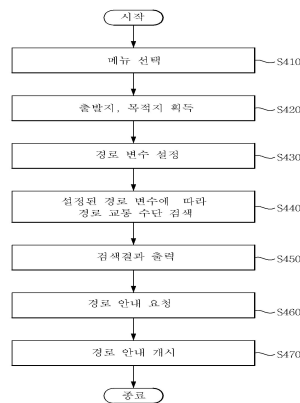 시작
메뉴 선택
S410
출발지, 목적지 획득
S420
경로 변수 설정
S430
설정된 경로 변수에 따라
경로 교통 수단 검색
S440
검색결과 출력
S450
경로 안내 요청
S460
경로 안내 개시
S470
종료